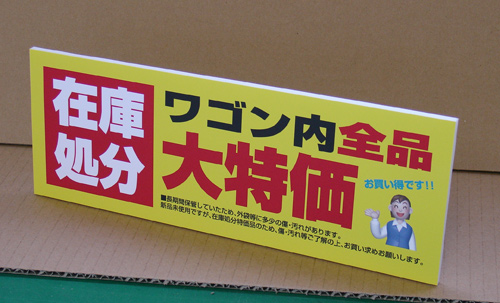 在庫
処分
ワゴン内全品
大特価
お買い得です!!
■長期間保管していたため、外袋等に多少の傷・汚れがあります。
新品未使用ですが、在庫処分特価品のため、傷・汚れ等ご了解の上、お買い求めお願いします。